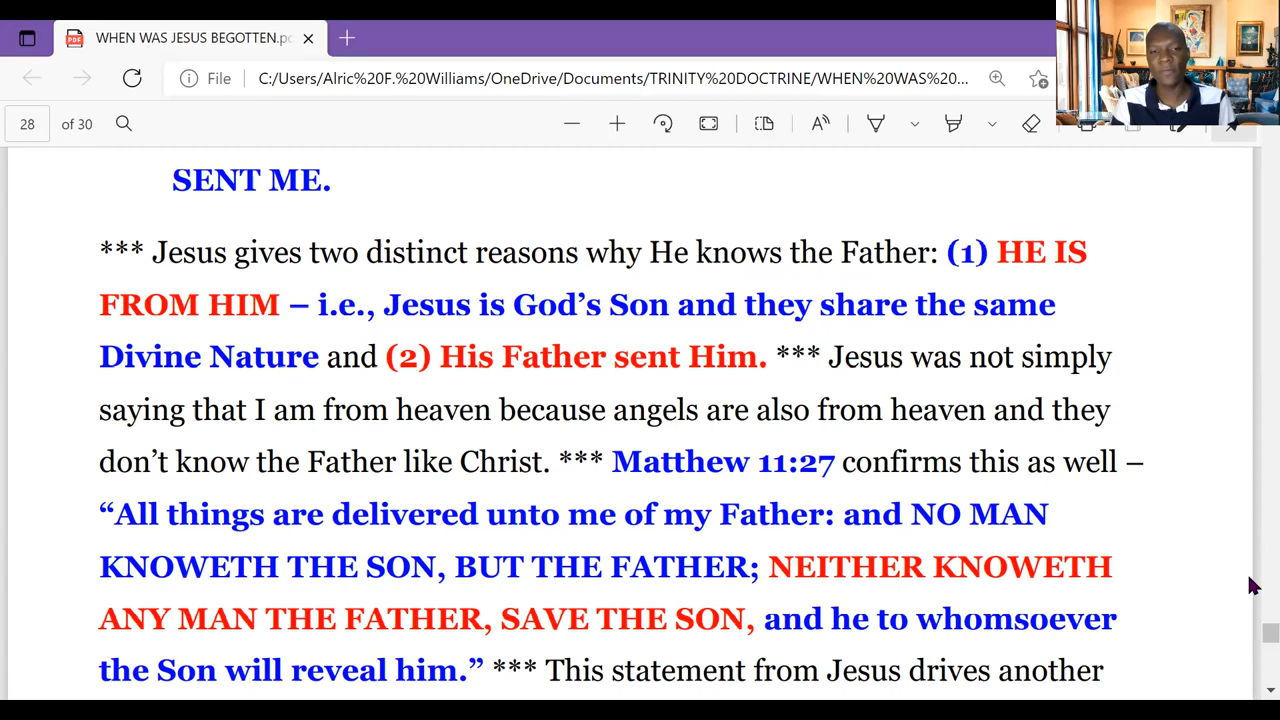 WHEN WAS JESUS BEGOTTEN.pc
File C:/Users/Alric%20F.%20Williams/OneDrive/Documents/TRINITY%20DOCTRINE/WHEN%20WAS%20...
28 of 30
SENT ME.
*** Jesus gives two distinct reasons why He knows the Father: (1) HE IS
FROM HIM – i.e., Jesus is God's Son and they share the same
Divine Nature and (2) His Father sent Him. *** Jesus was not simply
saying that I am from heaven because angels are also from heaven and they
don't know the Father like Christ. *** Matthew 11:27 confirms this as well –
“All things are delivered unto me of my Father: and NO MAN
KNOWETH THE SON, BUT THE FATHER; NEITHER KNOWETH
ANY MAN THE FATHER, SAVE THE SON, and he to whomsoever
the Son will reveal him.” *** This statement from Jesus drives another